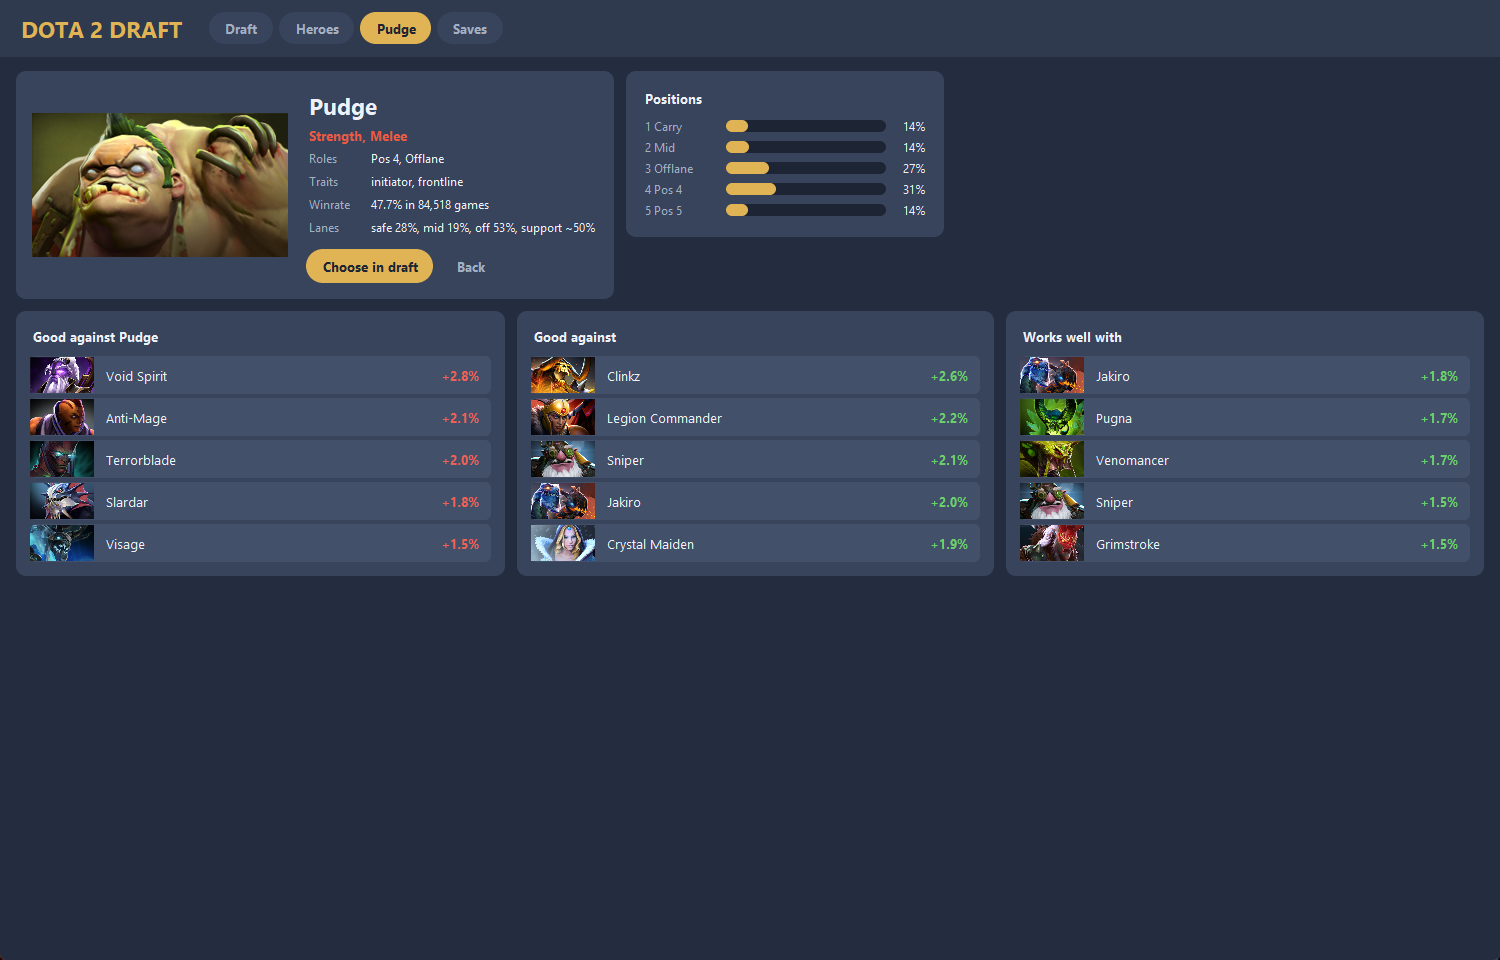 DOTA 2 DRAFT
Draft
Heroes
Pudge
Saves
Pudge
Strength, Melee
Roles Pos 4, Offlane
Traits initiator, frontline
Winrate 47.7% in 84,518 games
Lanes safe 28%, mid 19%, off 53%, support ~50%
Choose in draft
Back
Positions
1 Carry 14%
2 Mid 14%
3 Offlane 27%
4 Pos 4 31%
5 Pos 5 14%
Good against Pudge
Void Spirit +2.8%
Anti-Mage +2.1%
Terrorblade +2.0%
Slardar +1.8%
Visage +1.5%
Good against
Clinkz +2.6%
Legion Commander +2.2%
Sniper +2.1%
Jakiro +2.0%
Crystal Maiden +1.9%
Works well with
Jakiro +1.8%
Pugna +1.7%
Venomancer +1.7%
Sniper +1.5%
Grimstroke +1.5%